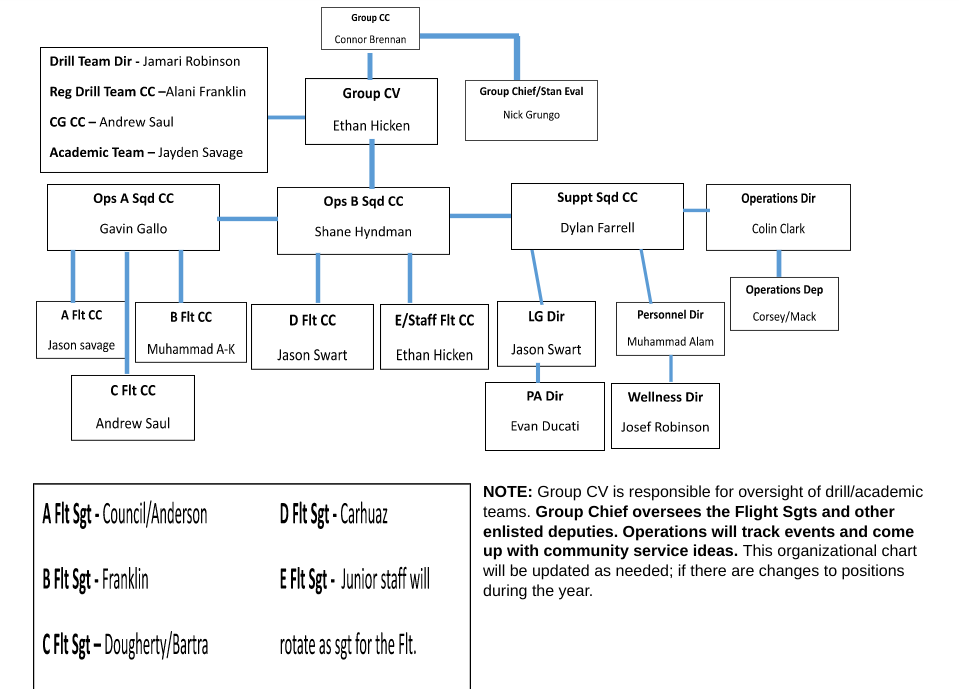 Group CC
Connor Brennan
Drill Team Dir - Jamari Robinson
Reg Drill Team CC –Alani Franklin
CG CC – Andrew Saul
Academic Team – Jayden Savage
Group CV
Ethan Hicken
Group Chief/Stan Eval
Nick Grungo
Ops A Sqd CC
Gavin Gallo
Ops B Sqd CC
Shane Hyndman
Suppt Sqd CC
Dylan Farrell
Operations Dir
Colin Clark
Operations Dep
Corsey/Mack
A Flt CC
Jason savage
B Flt CC
Muhammad A-K
D Flt CC
Jason Swart
E/Staff Flt CC
Ethan Hicken
LG Dir
Jason Swart
Personnel Dir
Muhammad Alam
C Flt CC
Andrew Saul
PA Dir
Evan Ducati
Wellness Dir
Josef Robinson
A Flt Sgt - Council/Anderson
B Flt Sgt - Franklin
C Flt Sgt – Dougherty/Bartra
D Flt Sgt - Carhuaz
E Flt Sgt - Junior staff will
rotate as sgt for the Flt.
NOTE: Group CV is responsible for oversight of drill/academic
teams. Group Chief oversees the Flight Sgts and other
enlisted deputies. Operations will track events and come
up with community service ideas. This organizational chart
will be updated as needed; if there are changes to positions
during the year.